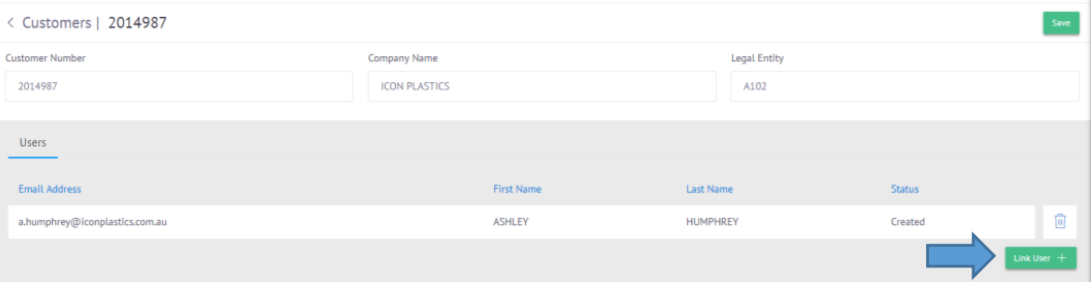 < Customers | 2014987
Save
Customer Number
Company Name
Legal Entity
2014987
ICON PLASTICS
A102
Users
Email Address
First Name
Last Name
Status
a.humphrey@iconplastics.com.au
ASHLEY
HUMPHREY
Created
Link User +